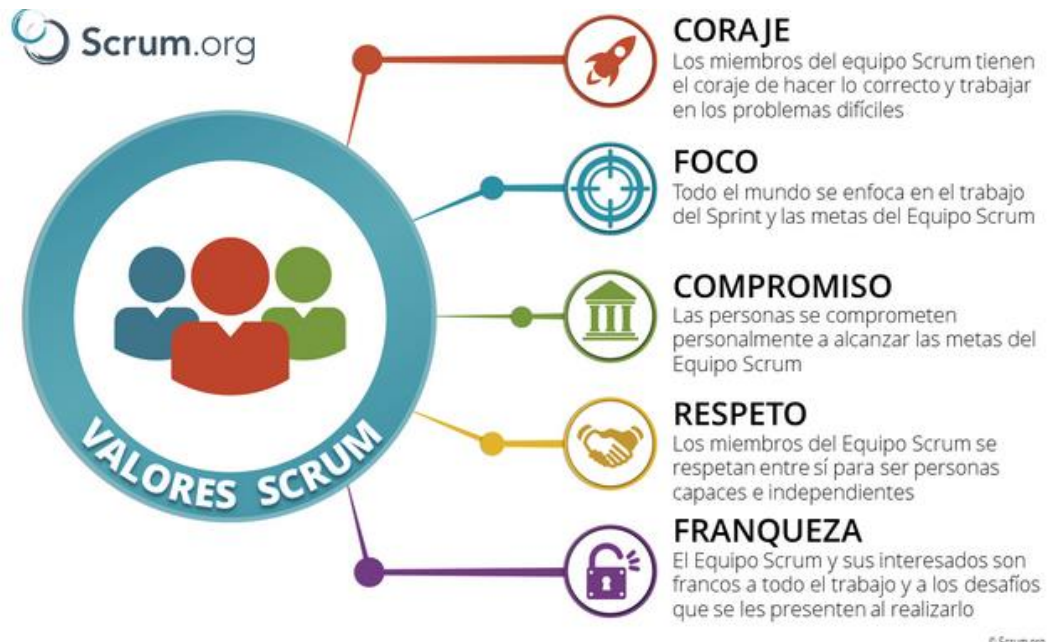 Scrum.org
CORAJE
Los miembros del equipo Scrum tienen
el coraje de hacer lo correcto y trabajar
en los problemas difíciles
FOCO
Todo el mundo se enfoca en el trabajo
del Sprint y las metas del Equipo Scrum
COMPROMISO
Las personas se comprometen
personalmente a alcanzar las metas del
Equipo Scrum
VALORES SCRUM
RESPETO
Los miembros del Equipo Scrum se
respetan entre sí para ser personas
capaces e independientes
FRANQUEZA
El Equipo Scrum y sus interesados son
francos a todo el trabajo y a los desafíos
que se les presenten al realizarlo
© Scrum.org